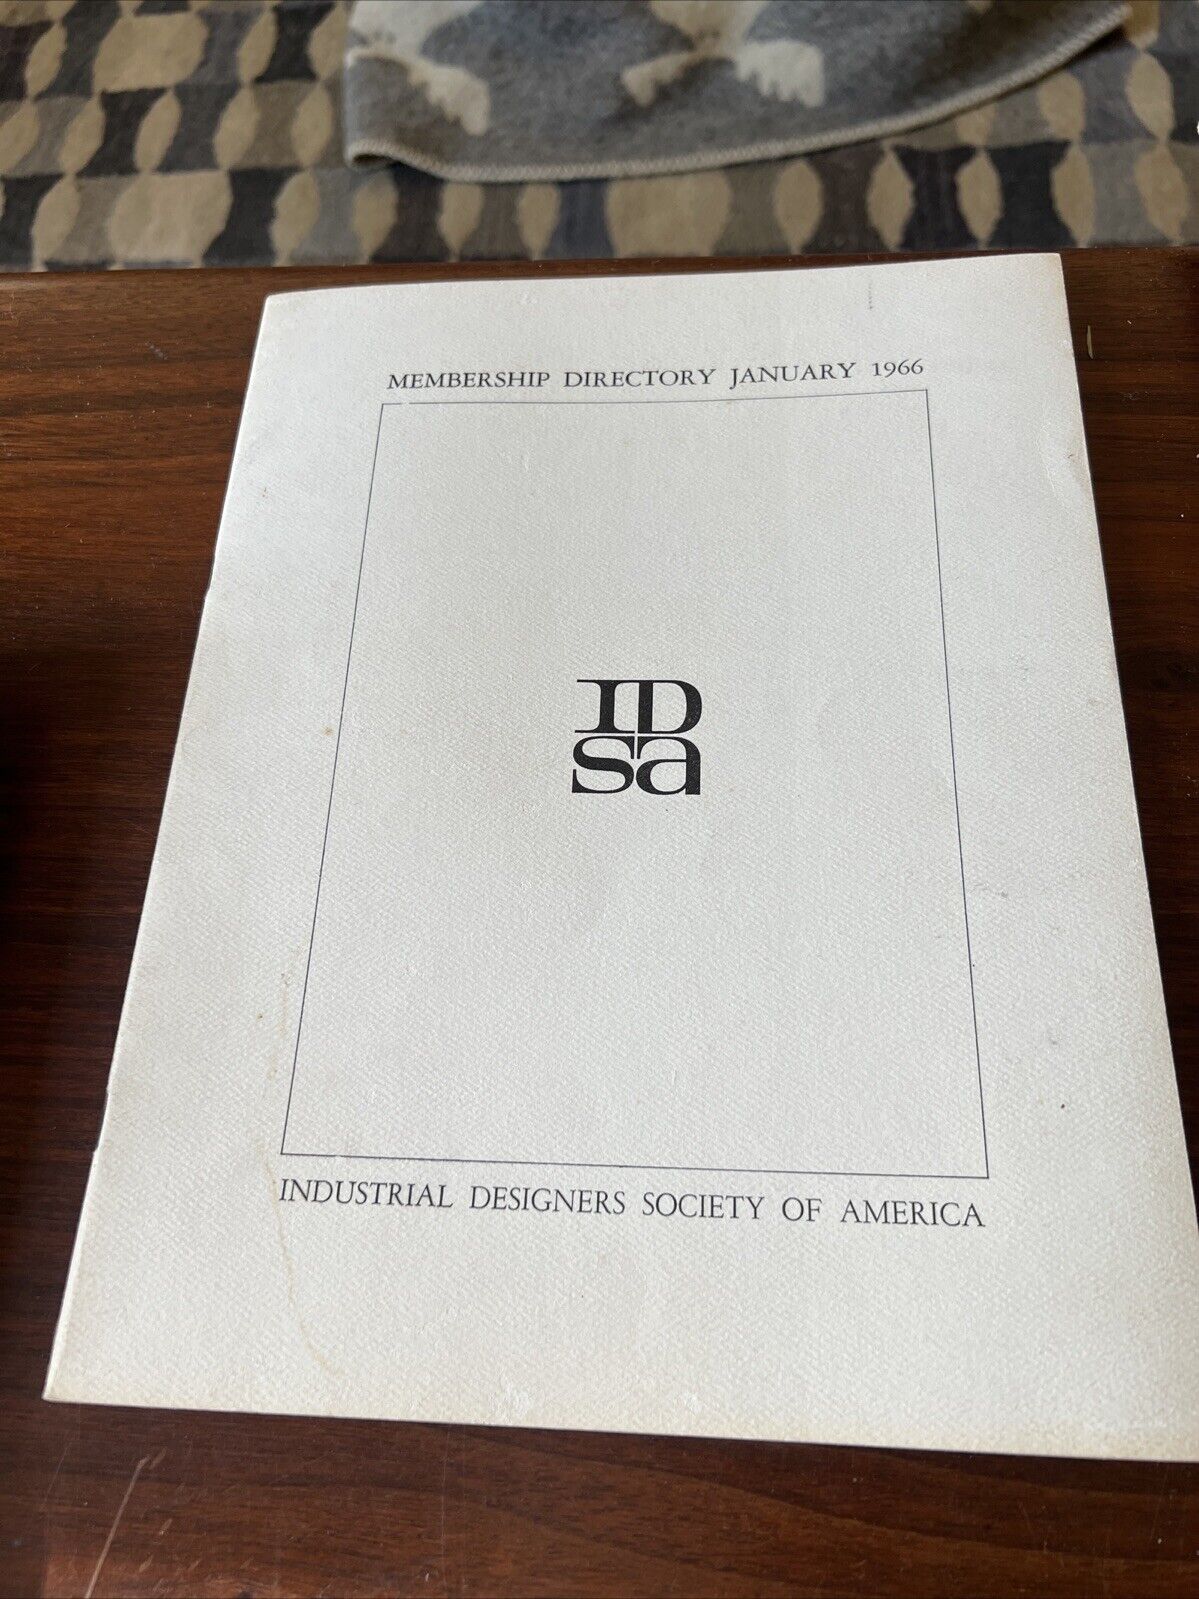 MEMBERSHIP DIRECTORY JANUARY 1966
ID
sa
INDUSTRIAL DESIGNERS SOCIETY OF AMERICA